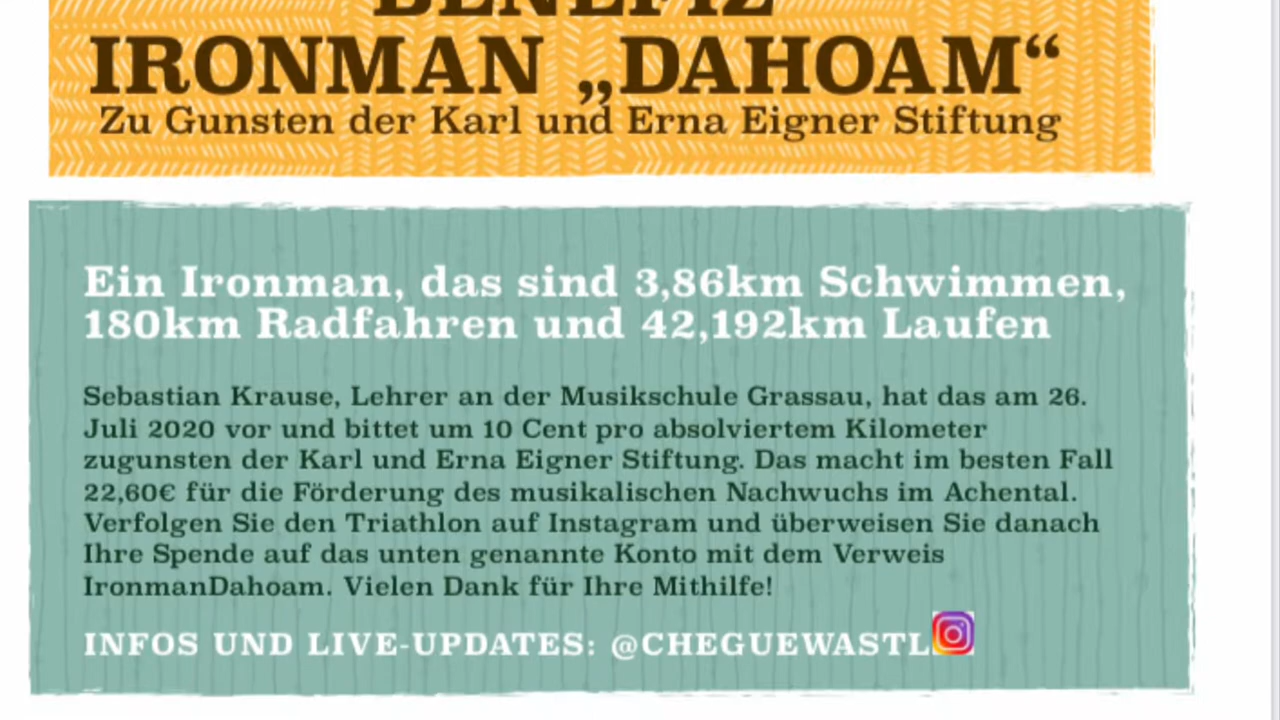 BENEFIZ
IRONMAN „DAHOAM“
Zu Gunsten der Karl und Erna Eigner Stiftung
Ein Ironman, das sind 3,86km Schwimmen,
180km Radfahren und 42,192km Laufen
Sebastian Krause, Lehrer an der Musikschule Grassau, hat das am 26.
Juli 2020 vor und bittet um 10 Cent pro absolviertem Kilometer
zugunsten der Karl und Erna Eigner Stiftung. Das macht im besten Fall
22,60€ für die Förderung des musikalischen Nachwuchs im Achental.
Verfolgen Sie den Triathlon auf Instagram und überweisen Sie danach
Ihre Spende auf das unten genannte Konto mit dem Verweis
IronmanDahoam. Vielen Dank für Ihre Mithilfe!
INFOS UND LIVE-UPDATES: @CHEGUEWASTL